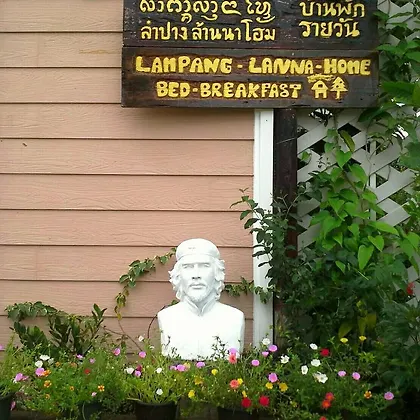 บ้านพัก
ลำปางล้านนาโฮม รายวัน
LAMPANG - LANNA - HOME
BED - BREAKFAST